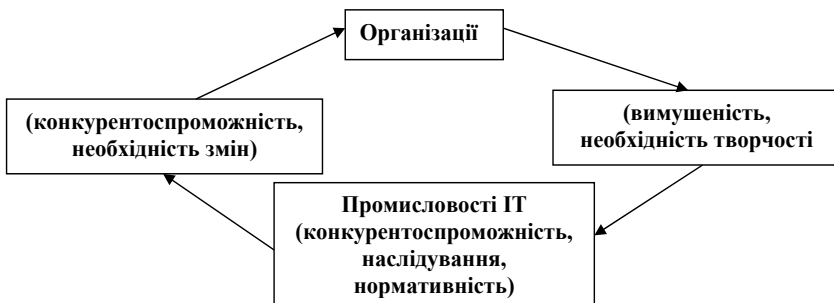 Організації
(конкурентоспроможність,
необхідність змін)
(вимушеність,
необхідність творчості
Промисловості ІТ
(конкурентоспроможність,
наслідування,
нормативність)